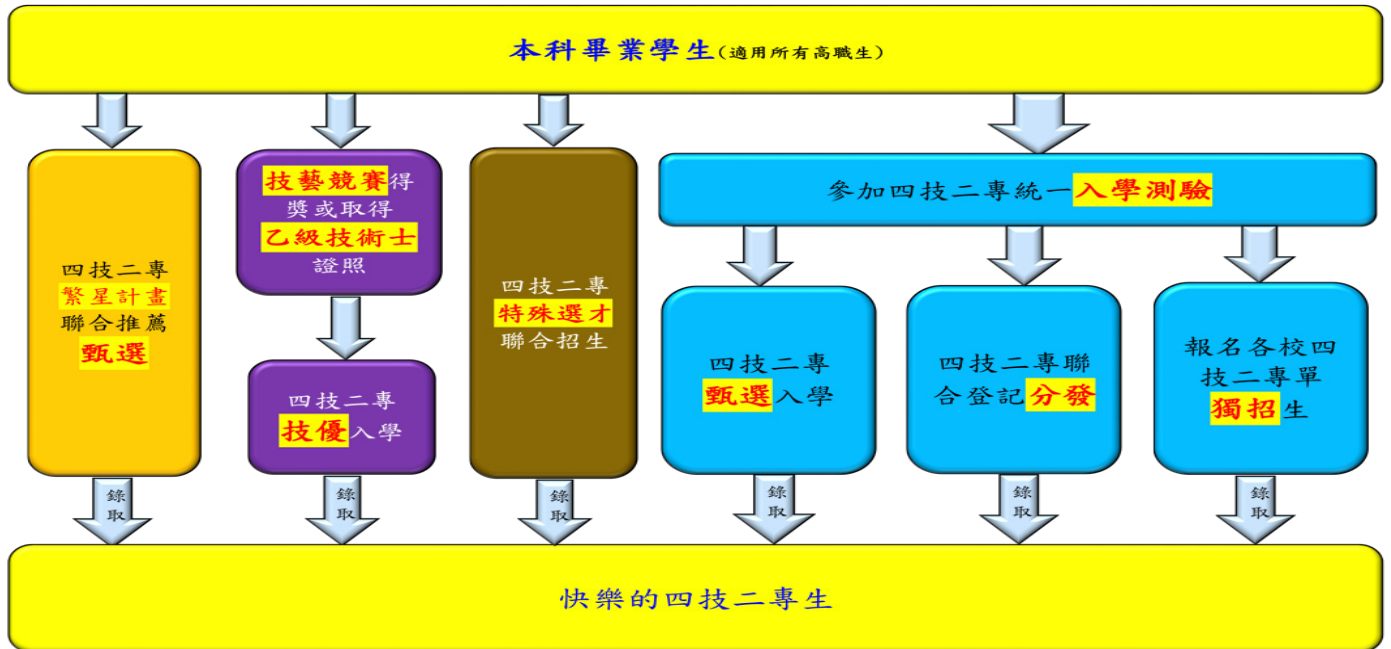 本科畢業學生(適用所有高職生)
四技二專
繁星計畫
聯合推薦
甄選
技藝競賽得
獎或取得
乙級技術士
證照
四技二專
技優入學
四技二專
特殊選才
聯合招生
參加四技二專統一入學測驗
四技二專
甄選入學
四技二專聯
合登記分發
報名各校四
技二專單
獨招生
錄
取
錄
取
錄
取
錄
取
錄
取
錄
取
快樂的四技二專生